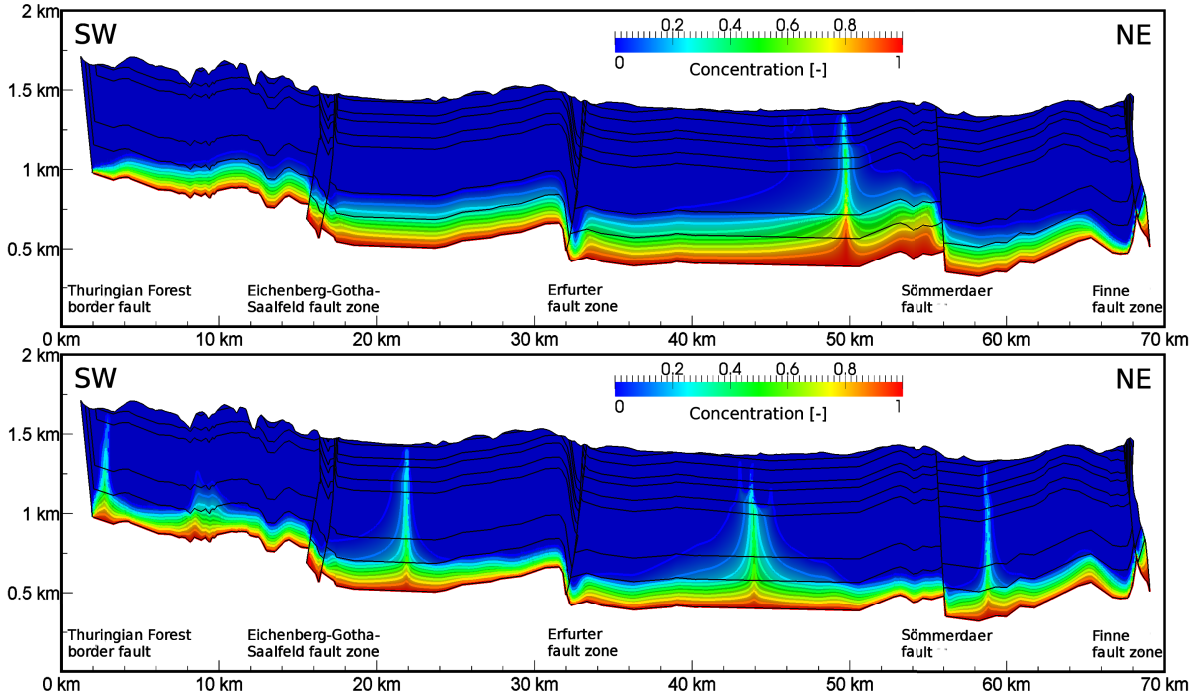 2 km
SW
NE
0.2 0.4 0.6 0.8
0 1
Concentration [-]
1.5 km
1 km
0.5 km
Thuringian Forest
border fault
Eichenberg-Gotha-
Saalfeld fault zone
Erfurter
fault zone
Sömmerdaer
fault
Finne
fault zone
0 km 10 km 20 km 30 km 40 km 50 km 60 km 70 km
2 km
SW
NE
0.2 0.4 0.6 0.8
0 1
Concentration [-]
1.5 km
1 km
0.5 km
Thuringian Forest
border fault
Eichenberg-Gotha-
Saalfeld fault zone
Erfurter
fault zone
Sömmerdaer
fault
Finne
fault zone
0 km 10 km 20 km 30 km 40 km 50 km 60 km 70 km